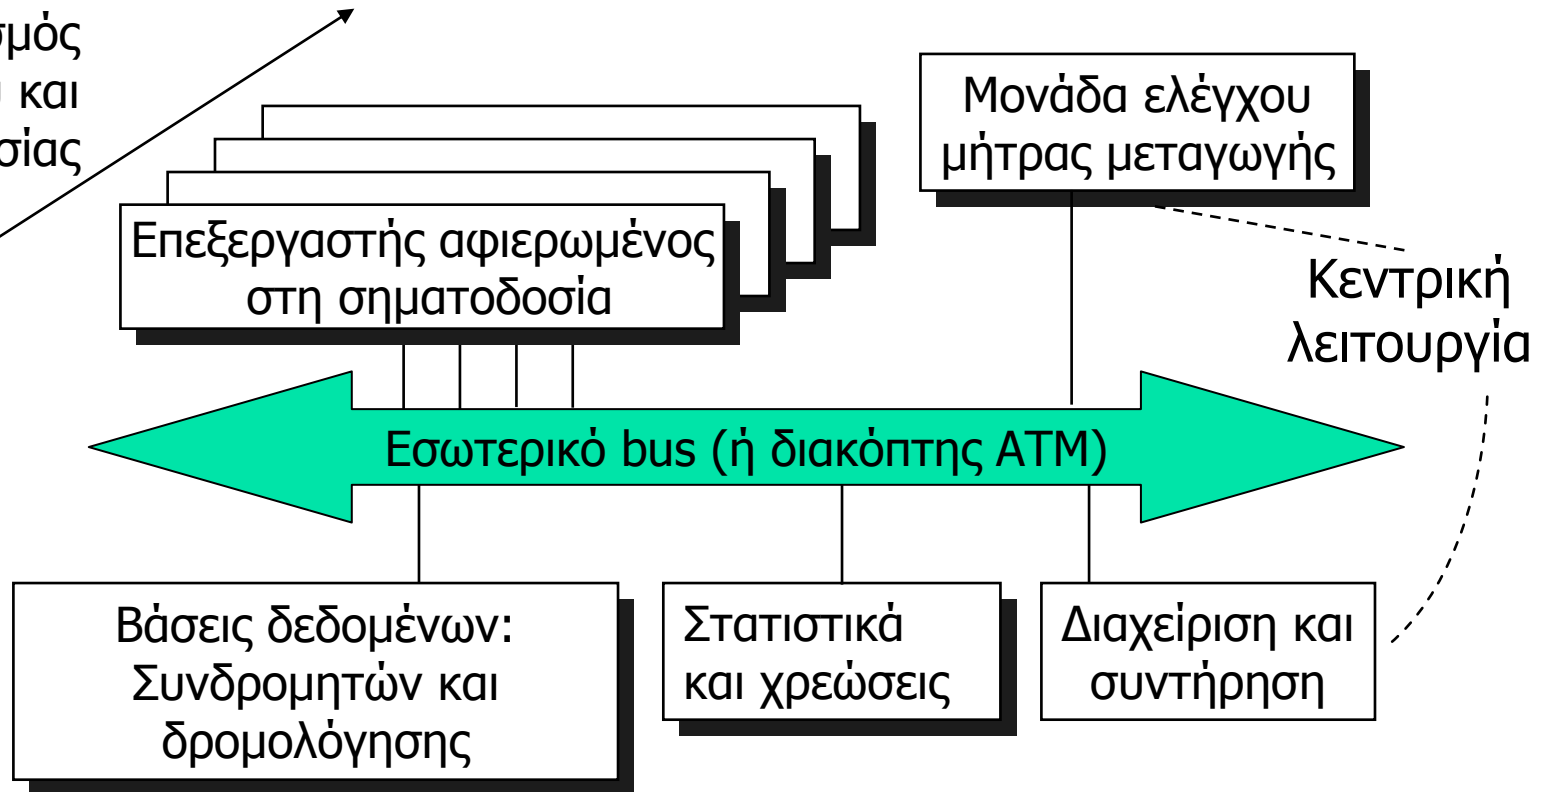 και
Μονάδα ελέγχου
μήτρας μεταγωγής
Επεξεργαστής αφιερωμένος
στη σηματοδοσία
Κεντρική
λειτουργία
Εσωτερικό bus (ή διακόπτης ATM)
Βάσεις δεδομένων:
Συνδρομητών και
δρομολόγησης
Στατιστικά
και χρεώσεις
Διαχείριση και
συντήρηση